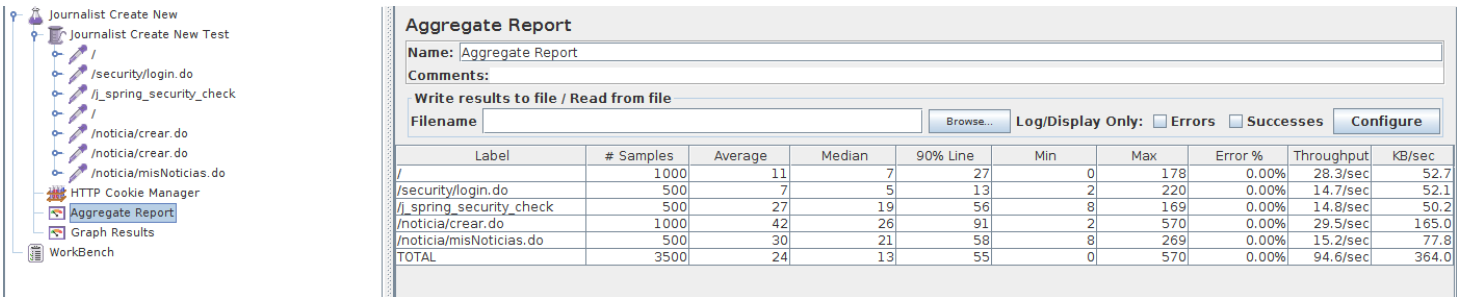 Journalist Create New
Journalist Create New Test
/
/security/login.do
/j_spring_security_check
/
/noticia/crear.do
/noticia/crear.do
/noticia/misNoticias.do
HTTP Cookie Manager
Aggregate Report
Graph Results
WorkBench
Aggregate Report
Name: Aggregate Report
Comments:
Write results to file / Read from file
Filename Browse... Log/Display Only: Errors Successes Configure
Label # Samples Average Median 90% Line Min Max Error % Throughput KB/sec
/ 1000 11 7 27 0 178 0.00% 28.3/sec 52.7
/security/login.do 500 7 5 13 2 220 0.00% 14.7/sec 52.1
/j_spring_security_check 500 27 19 56 8 169 0.00% 14.8/sec 50.2
/noticia/crear.do 1000 42 26 91 2 570 0.00% 29.5/sec 165.0
/noticia/misNoticias.do 500 30 21 58 8 269 0.00% 15.2/sec 77.8
TOTAL 3500 24 13 55 0 570 0.00% 94.6/sec 364.0